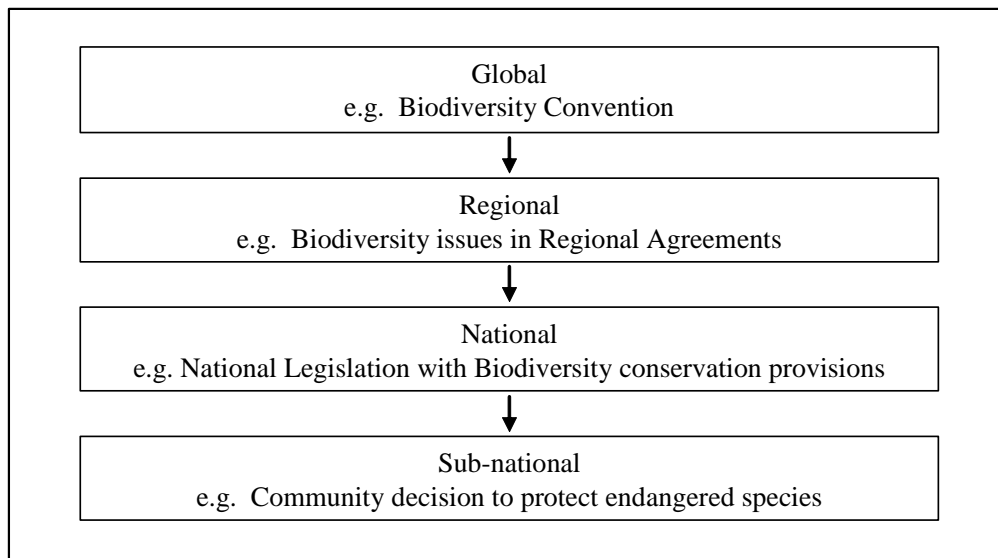 Global
e.g.  Biodiversity Convention
Regional
e.g.  Biodiversity issues in Regional Agreements
National
e.g. National Legislation with Biodiversity conservation provisions
Sub-national
e.g.  Community decision to protect endangered species